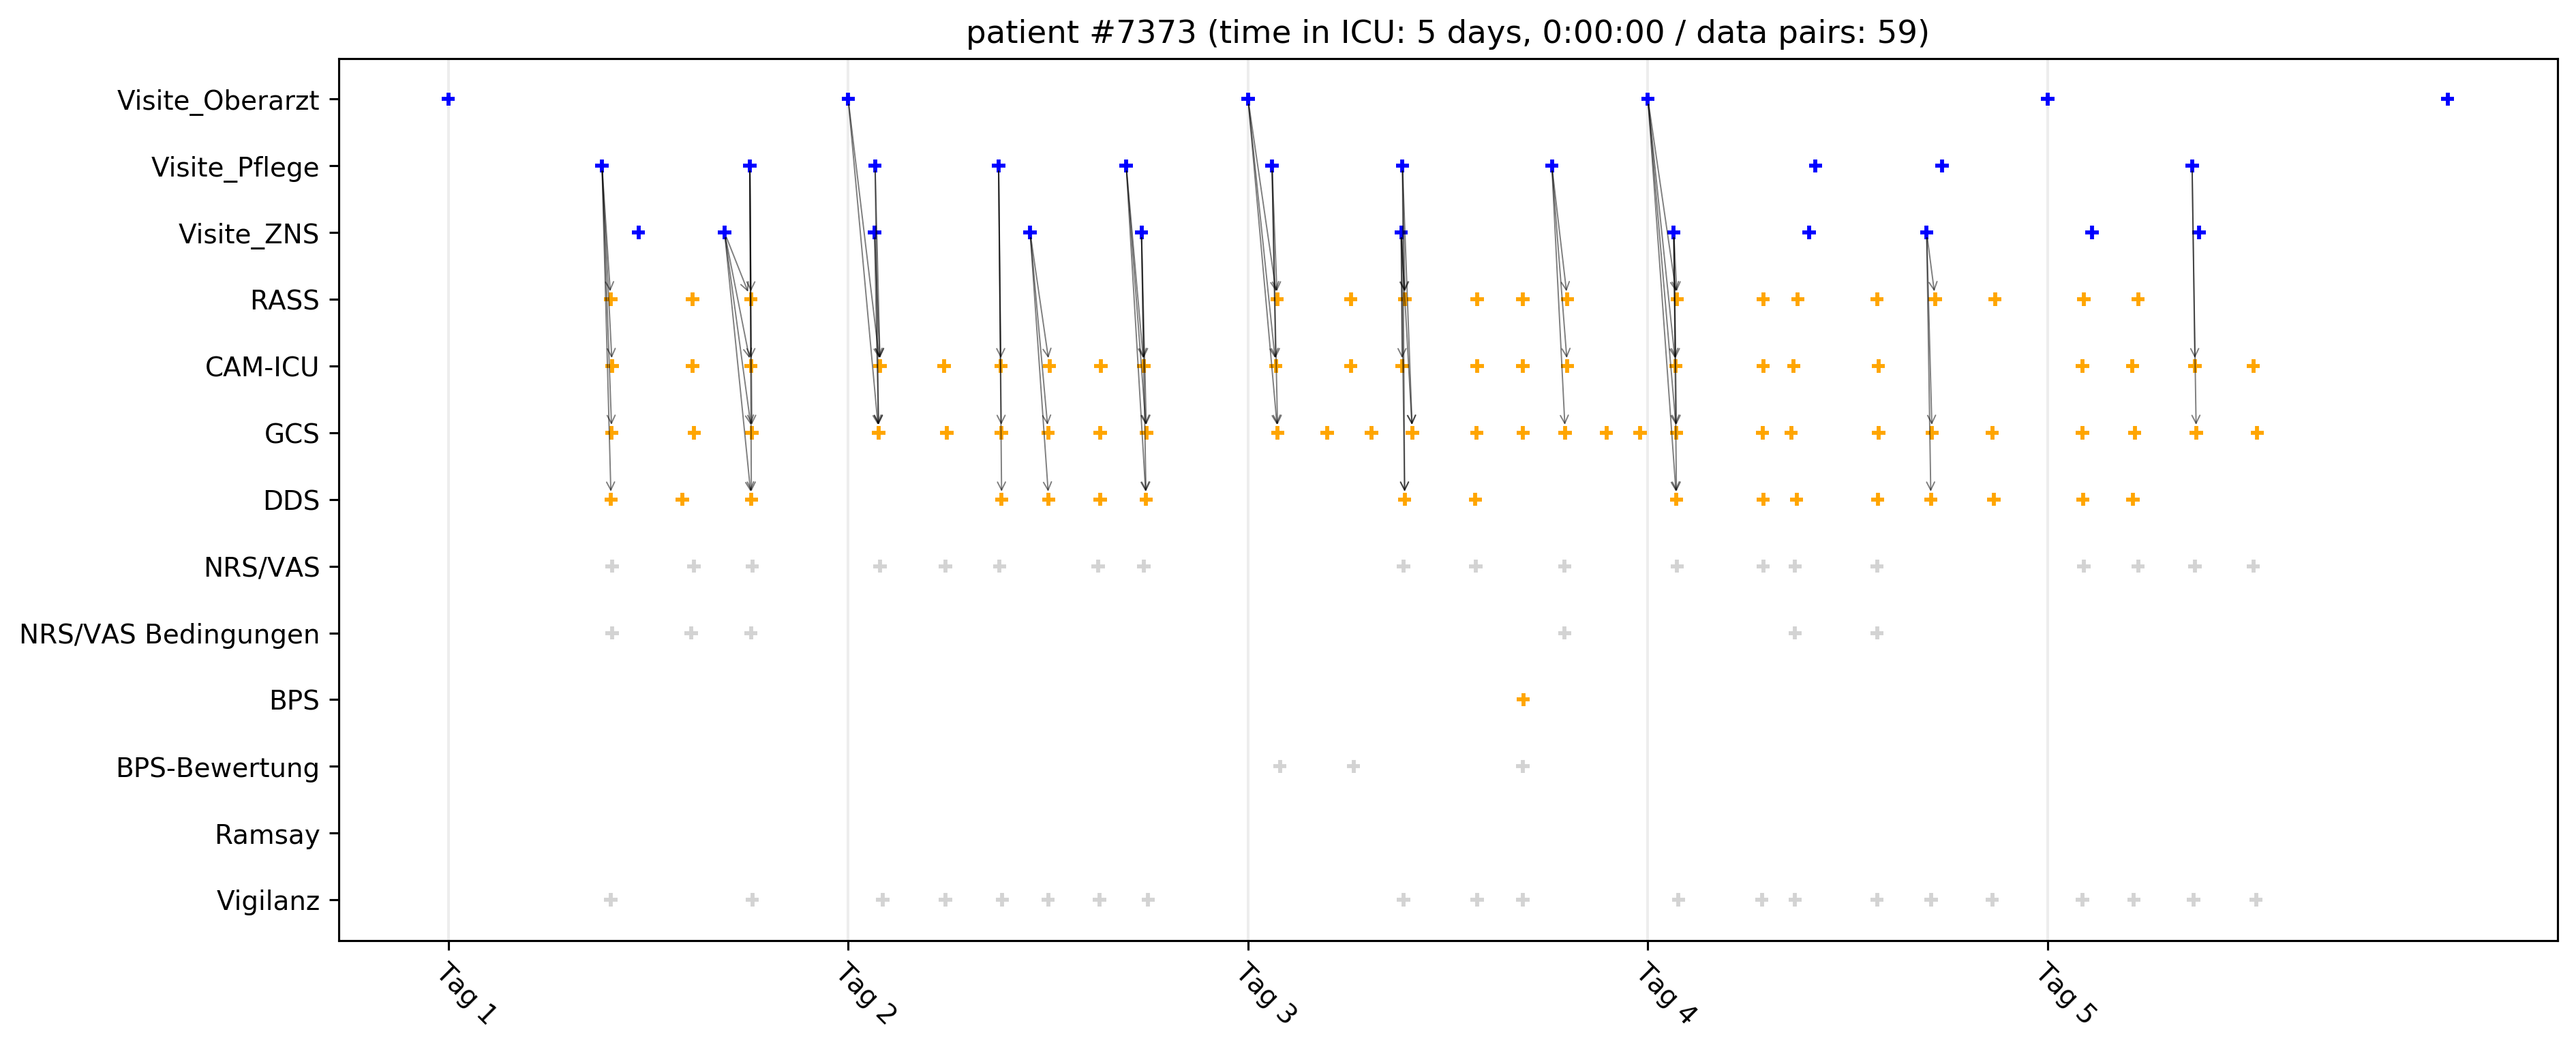 patient #7373 (time in ICU: 5 days, 0:00:00 / data pairs: 59)
Visite_Oberarzt
Visite_Pflege
Visite_ZNS
RASS
CAM-ICU
GCS
DDS
NRS/VAS
NRS/VAS Bedingungen
BPS
BPS-Bewertung
Ramsay
Vigilanz
Tag 1
Tag 2
Tag 3
Tag 4
Tag 5